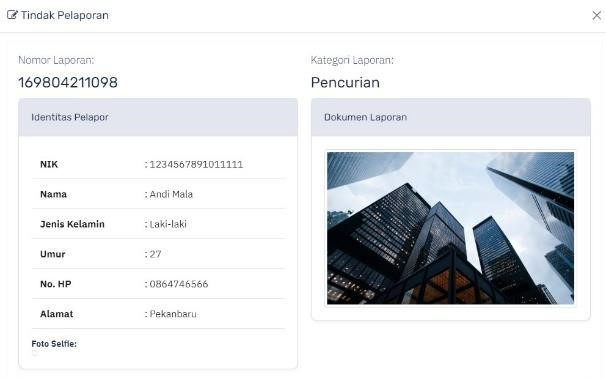 Tindak Pelaporan
Nomor Laporan:
169804211098
Kategori Laporan:
Pencurian
Identitas Pelapor
NIK : 1234567891011111
Nama : Andi Mala
Jenis Kelamin : Laki-laki
Umur : 27
No. HP : 0864746566
Alamat : Pekanbaru
Foto Selfie:
Dokumen Laporan